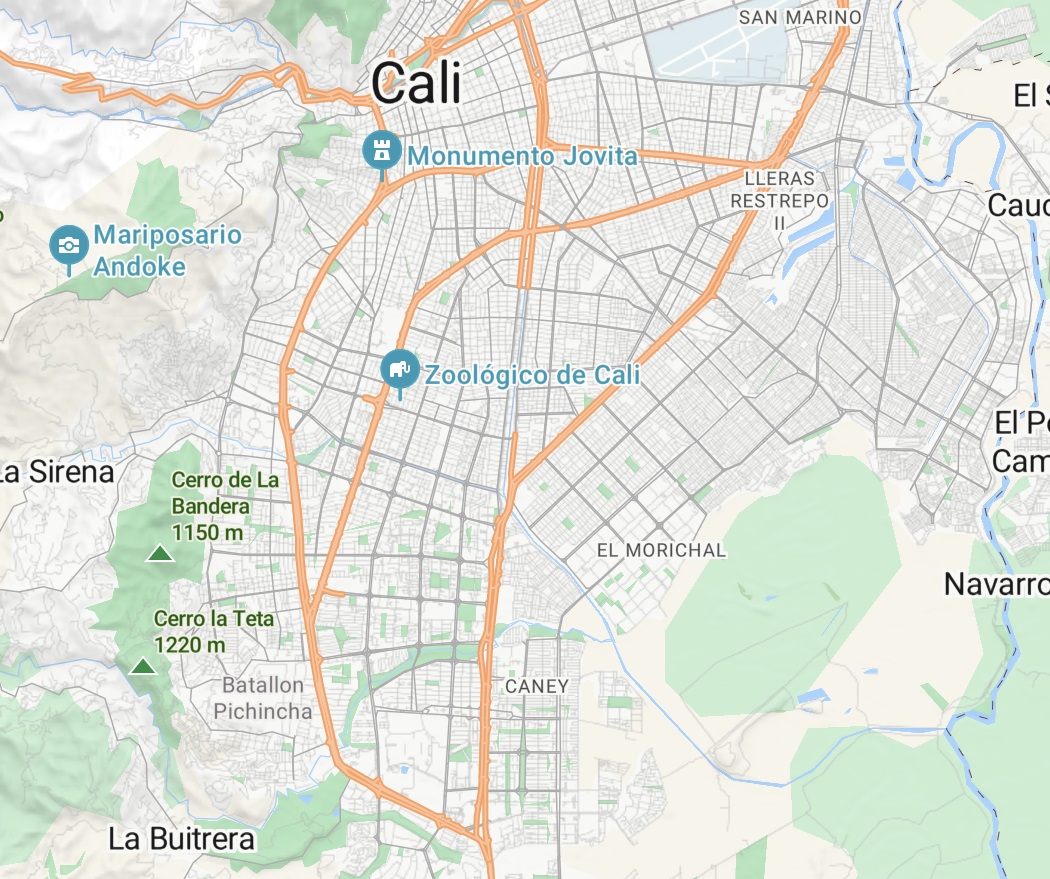 SAN MARINO
Cali
El S
Monumento Jovita
LLERAS
RESTREPO
II
Cauc
o
Mariposario
Andoke
Zoológico de Cali
El Po
Cam
La Sirena
Cerro de La
Bandera
1150 m
EL MORICHAL
Navarro
Cerro la Teta
1220 m
CANEY
Batallon
Pichincha
La Buitrera